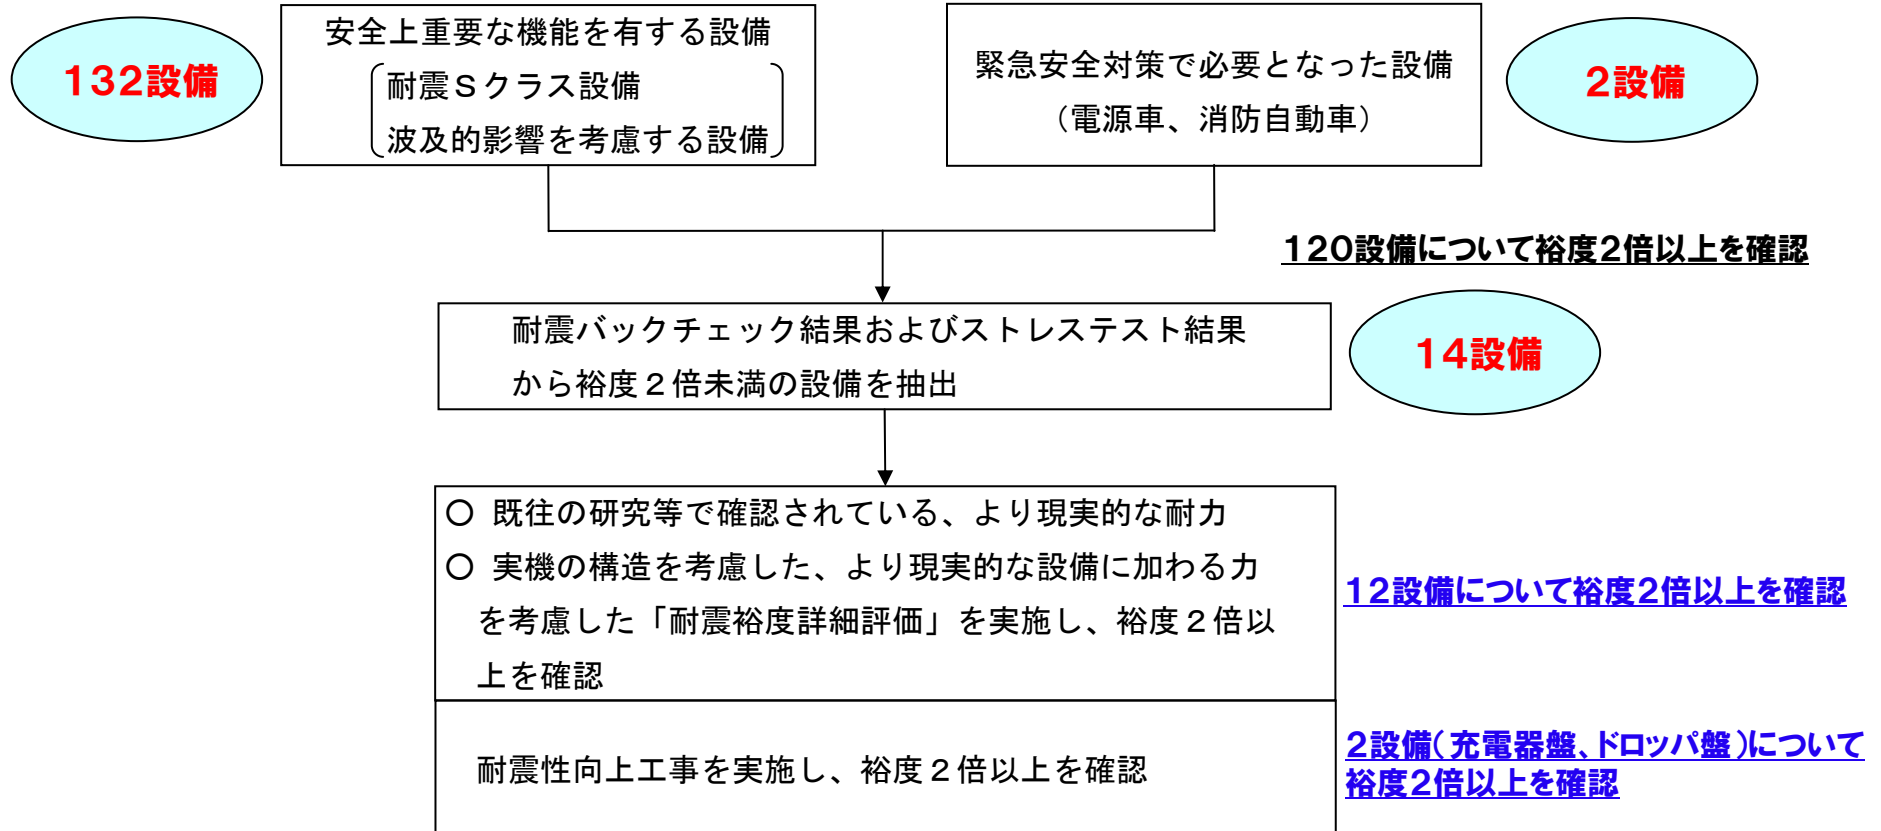 132設備
安全上重要な機能を有する設備
耐震Sクラス設備
波及的影響を考慮する設備
緊急安全対策で必要となった設備
（電源車、消防自動車）
2設備
120設備について裕度2倍以上を確認
耐震バックチェック結果およびストレステスト結果
から裕度２倍未満の設備を抽出
14設備
○ 既往の研究等で確認されている、より現実的な耐力
○ 実機の構造を考慮した、より現実的な設備に加わる力
を考慮した「耐震裕度詳細評価」を実施し、裕度２倍以
上を確認
12設備について裕度2倍以上を確認
耐震性向上工事を実施し、裕度２倍以上を確認
2設備（充電器盤、ドロッパ盤）について
裕度2倍以上を確認